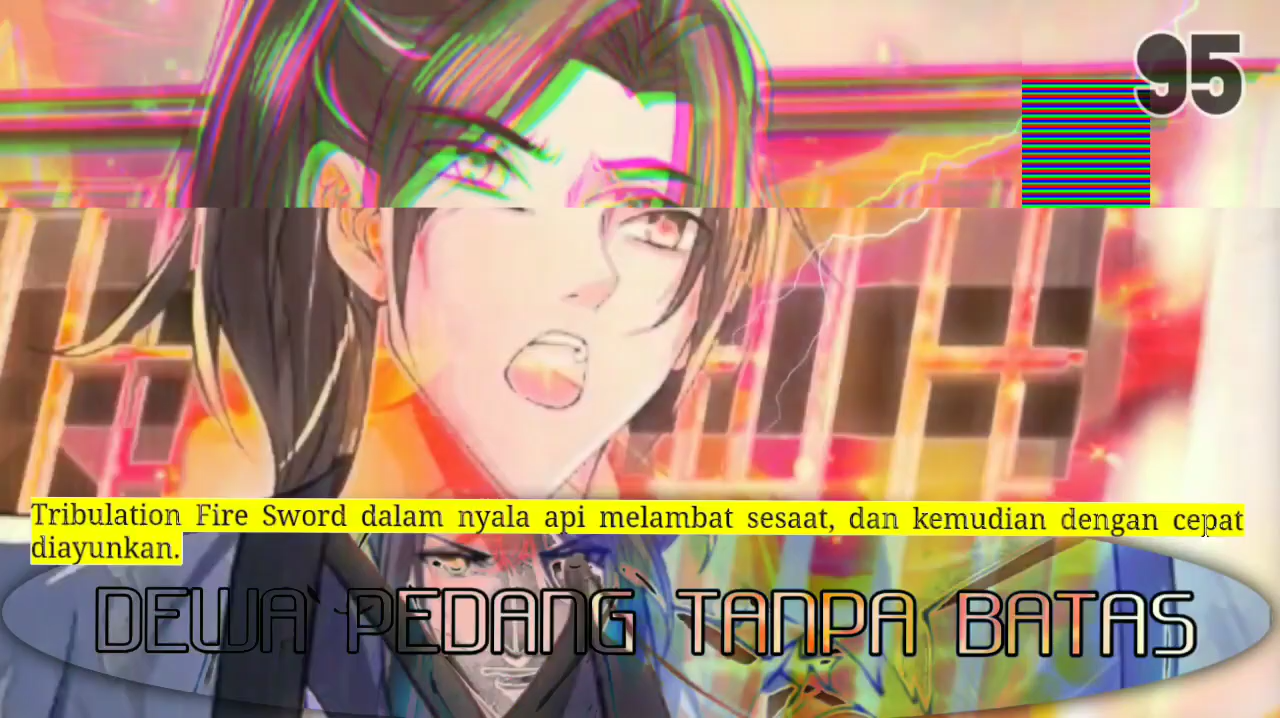 95
Tribulation Fire Sword dalam nyala api melambat sesaat, dan kemudian dengan cepat
diayunkan.
DEWA PEDANG TANPA BATAS